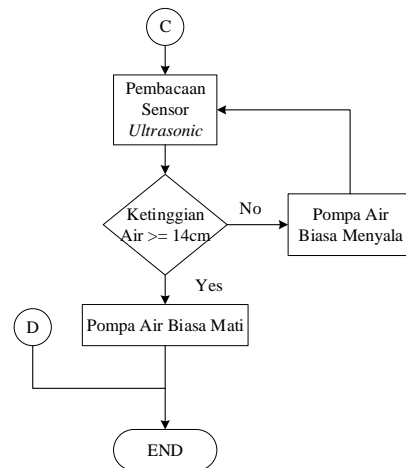 C
Pembacaan
Sensor
Ultrasonic
Ketinggian
Air >= 14cm
No
Pompa Air
Biasa Menyala
Yes
D
Pompa Air Biasa Mati
END